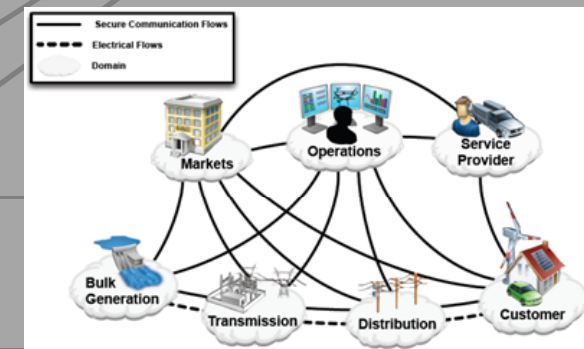 Secure Communication Flows
Electrical Flows
Domain
Markets
Operations
Service
Provider
Bulk
Generation
Transmission
Distribution
Customer